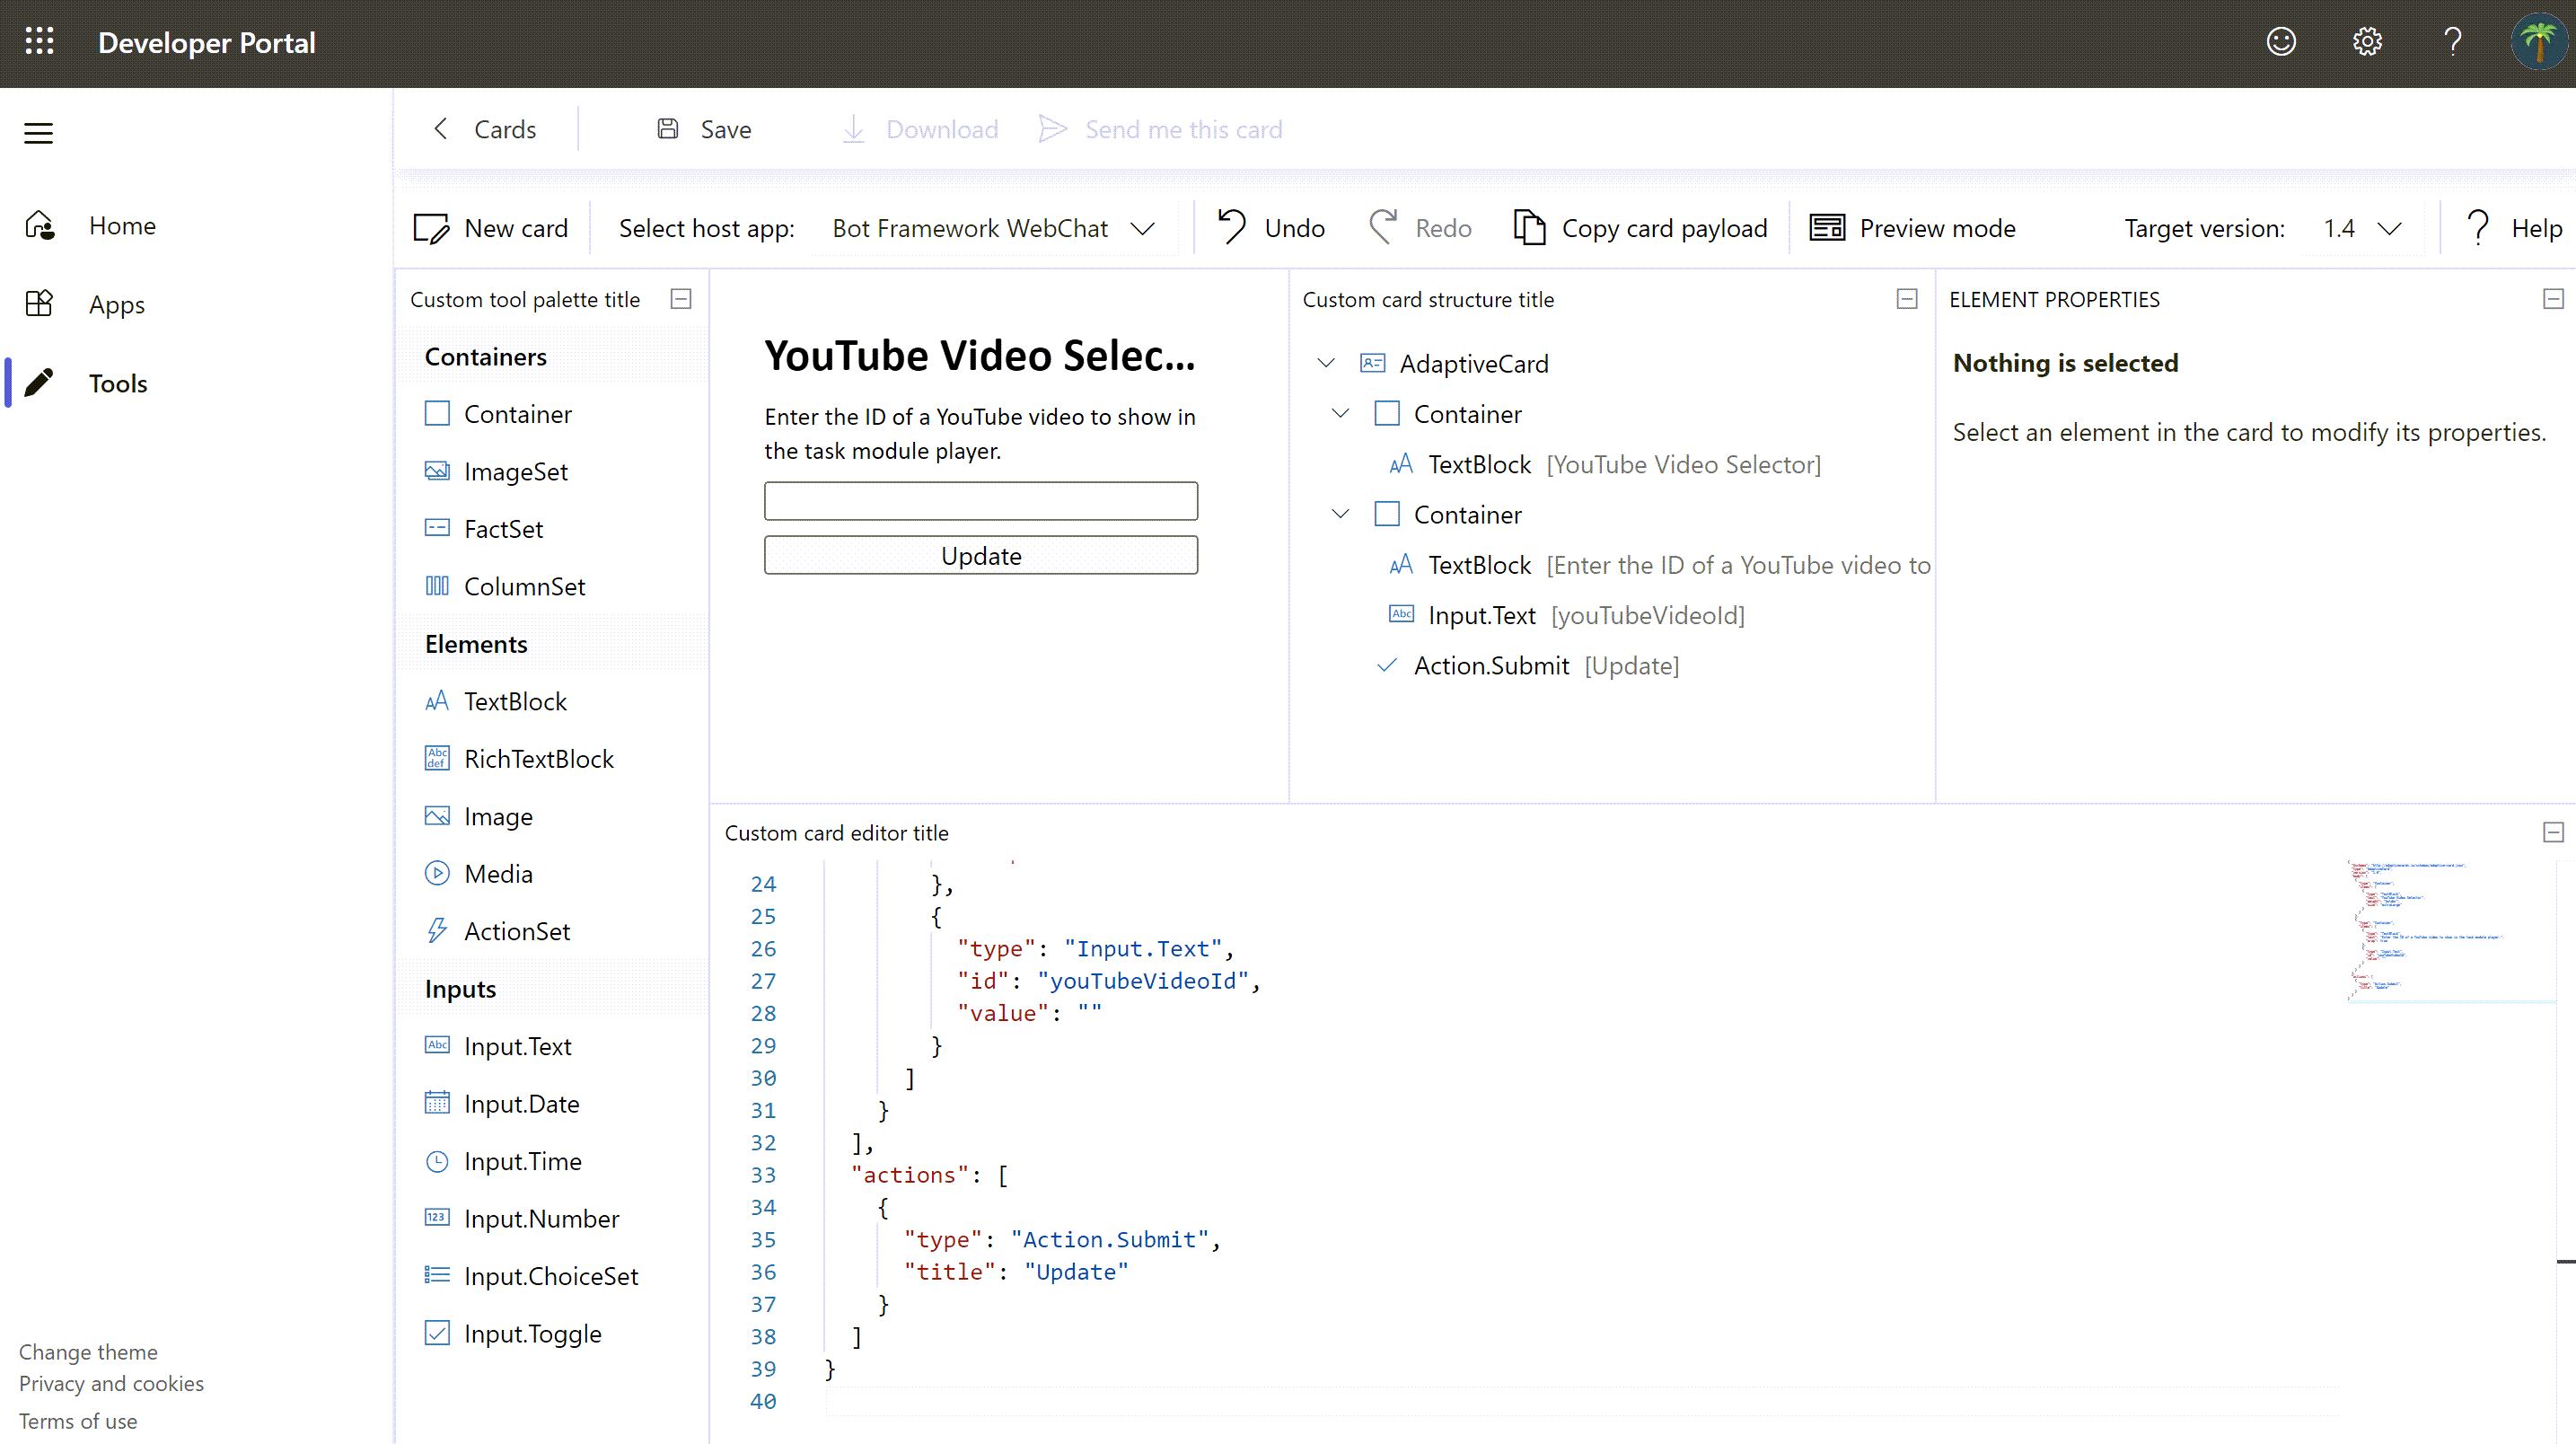 Developer Portal
Cards
Save
Download
Send me this card
Home
Apps
Tools
Change theme
Privacy and cookies
Terms of use
New card
Select host app:
Bot Framework WebChat
Undo
Redo
Copy card payload
Preview mode
Target version:
1.4
Help
Custom tool palette title
Containers
Container
ImageSet
FactSet
ColumnSet
Elements
TextBlock
RichTextBlock
Image
Media
ActionSet
Inputs
Input.Text
Input.Date
Input.Time
Input.Number
Input.ChoiceSet
Input.Toggle
YouTube Video Selec...
Enter the ID of a YouTube video to show in
the task module player.
Update
Custom card structure title
AdaptiveCard
Container
TextBlock [YouTube Video Selector]
Container
TextBlock [Enter the ID of a YouTube video to
Input.Text [youTubeVideoId]
Action.Submit [Update]
ELEMENT PROPERTIES
Nothing is selected
Select an element in the card to modify its properties.
Custom card editor title
24 },
25 {
26 "type": "Input.Text",
27 "id": "youTubeVideoId",
28 "value": ""
29 }
30 ]
31 }
32 ],
33 "actions": [
34 {
35 "type": "Action.Submit",
36 "title": "Update"
37 }
38 ]
39 }
40